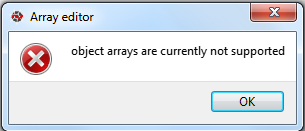 Array editor
object arrays are currently not supported
OK